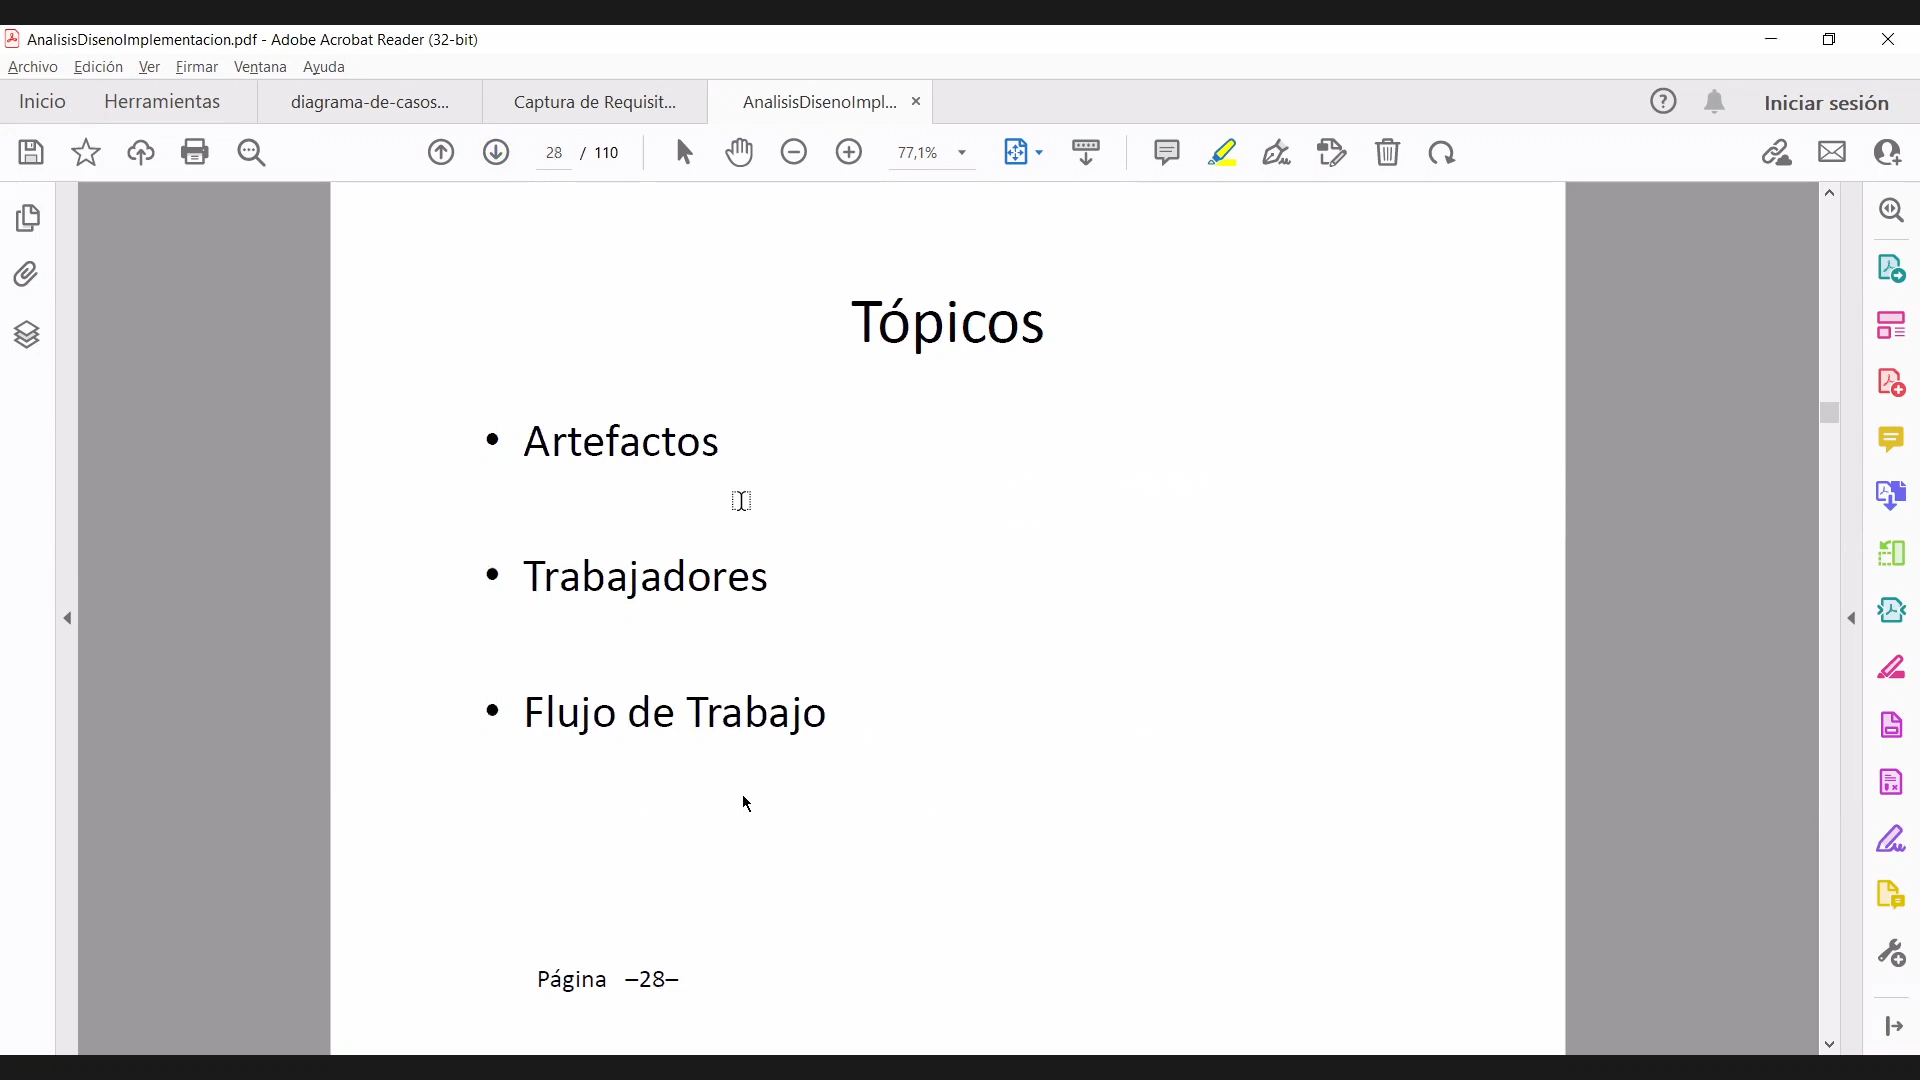 AnalisisDisenoImplementacion.pdf - Adobe Acrobat Reader (32-bit)
Archivo Edición Ver Firmar Ventana Ayuda
Inicio Herramientas diagrama-de-casos... Captura de Requisit... AnalisisDisenoImpl... Iniciar sesión
28 / 110 77,1%
Tópicos
• Artefactos
• Trabajadores
• Flujo de Trabajo
Página –28–